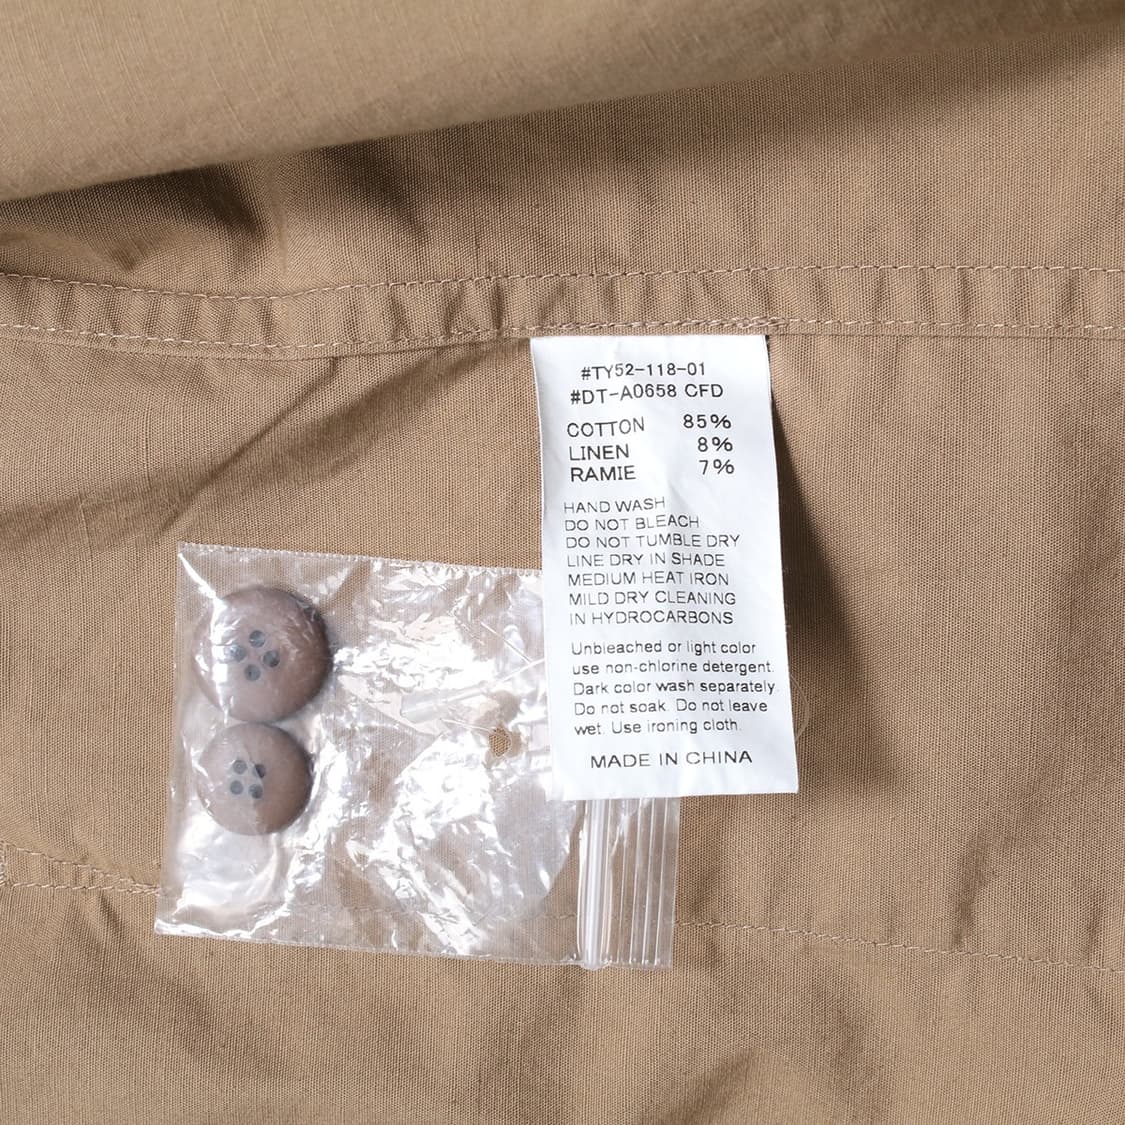 #TY52-118-01
#DT-A0658 CFD
COTTON 85%
LINEN 8%
RAMIE 7%
HAND WASH
DO NOT BLEACH
DO NOT TUMBLE DRY
LINE DRY IN SHADE
MEDIUM HEAT IRON
MILD DRY CLEANING
IN HYDROCARBONS
Unbleached or light color
use non-chlorine detergent.
Dark color wash separately.
Do not soak. Do not leave
wet. Use ironing cloth.
MADE IN CHINA